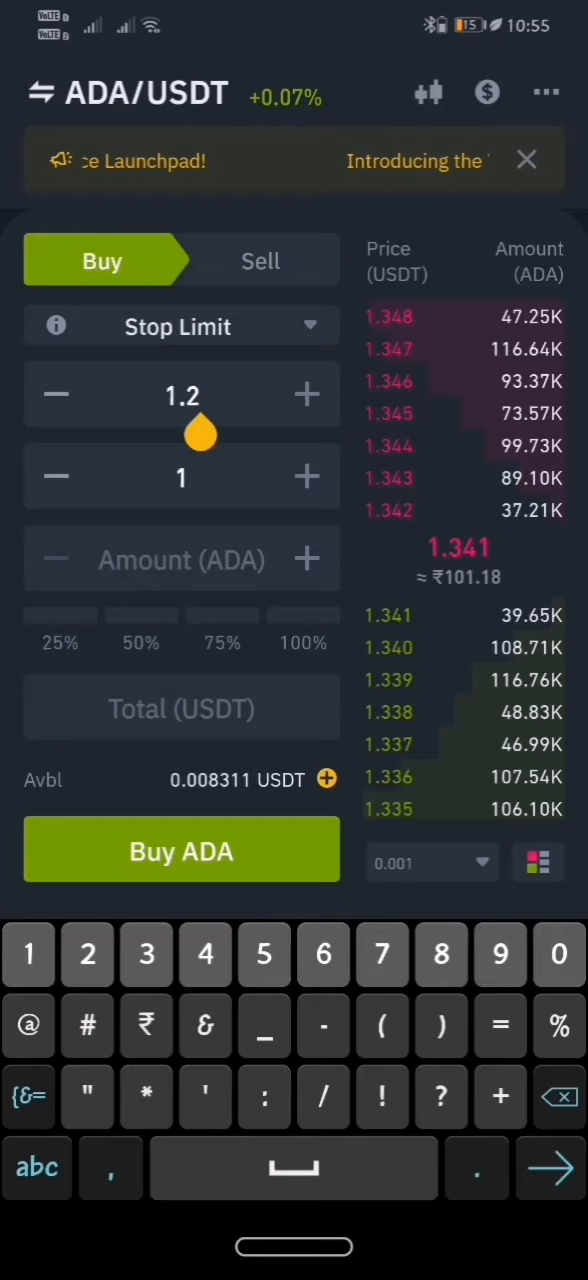 VoLTE 1
VoLTE 2
15
10:55
ADA/USDT +0.07%
ce Launchpad! Introducing the
Buy
Sell
Stop Limit
1.2
1
Amount (ADA)
25% 50% 75% 100%
Total (USDT)
Avbl 0.008311 USDT
Buy ADA
Price Amount
(USDT) (ADA)
1.348 47.25K
1.347 116.64K
1.346 93.37K
1.345 73.57K
1.344 99.73K
1.343 89.10K
1.342 37.21K
1.341
≈ ₹101.18
1.341 39.65K
1.340 108.71K
1.339 116.76K
1.338 48.83K
1.337 46.99K
1.336 107.54K
1.335 106.10K
0.001
1 2 3 4 5 6 7 8 9 0
@ # ₹ & _ - ( ) = %
{&= " * ' : / ! ? +
abc , .